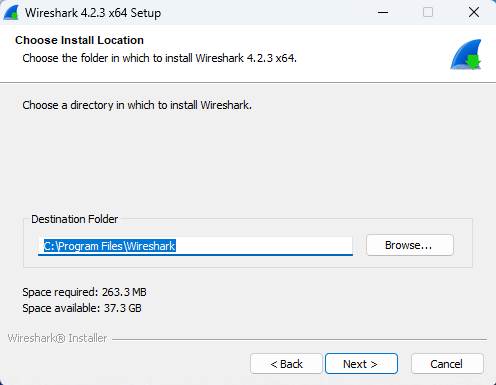 Wireshark 4.2.3 x64 Setup
Choose Install Location
Choose the folder in which to install Wireshark 4.2.3 x64.
Choose a directory in which to install Wireshark.
Destination Folder
C:\Program Files\Wireshark
Browse...
Space required: 263.3 MB
Space available: 37.3 GB
Wireshark® Installer
< Back
Next >
Cancel